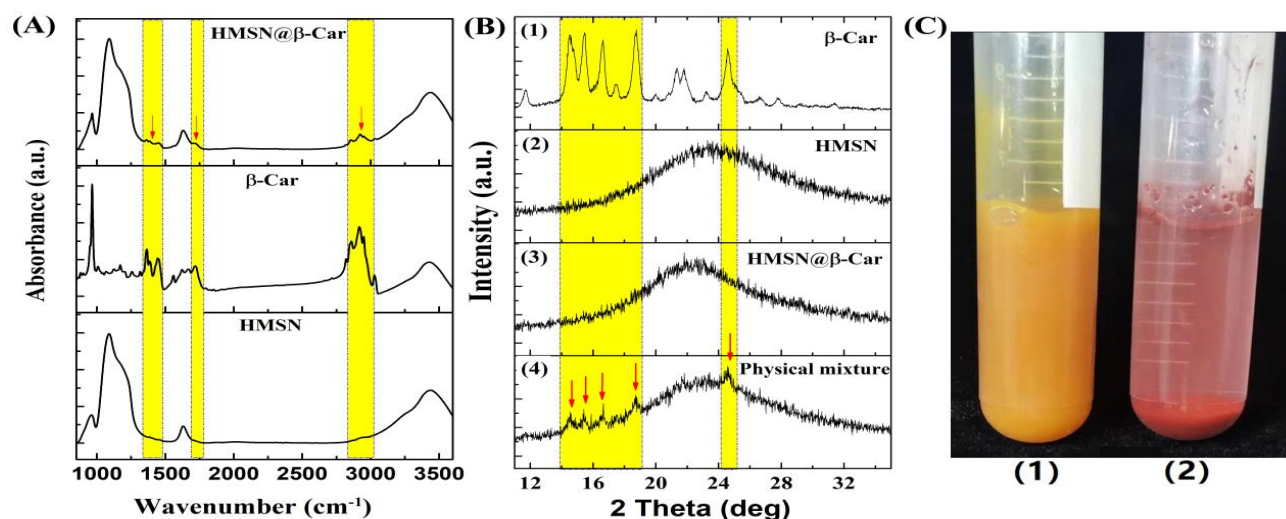 (A)
HMSN@β-Car
β-Car
HMSN
Absorbance (a.u.)
1000 1500 2000 2500 3000 3500
Wavenumber (cm-1)
(B)
(1)
β-Car
(2)
HMSN
(3)
HMSN@β-Car
(4)
Physical mixture
Intensity (a.u.)
12 16 20 24 28 32
2 Theta (deg)
(C)
(1) (2)